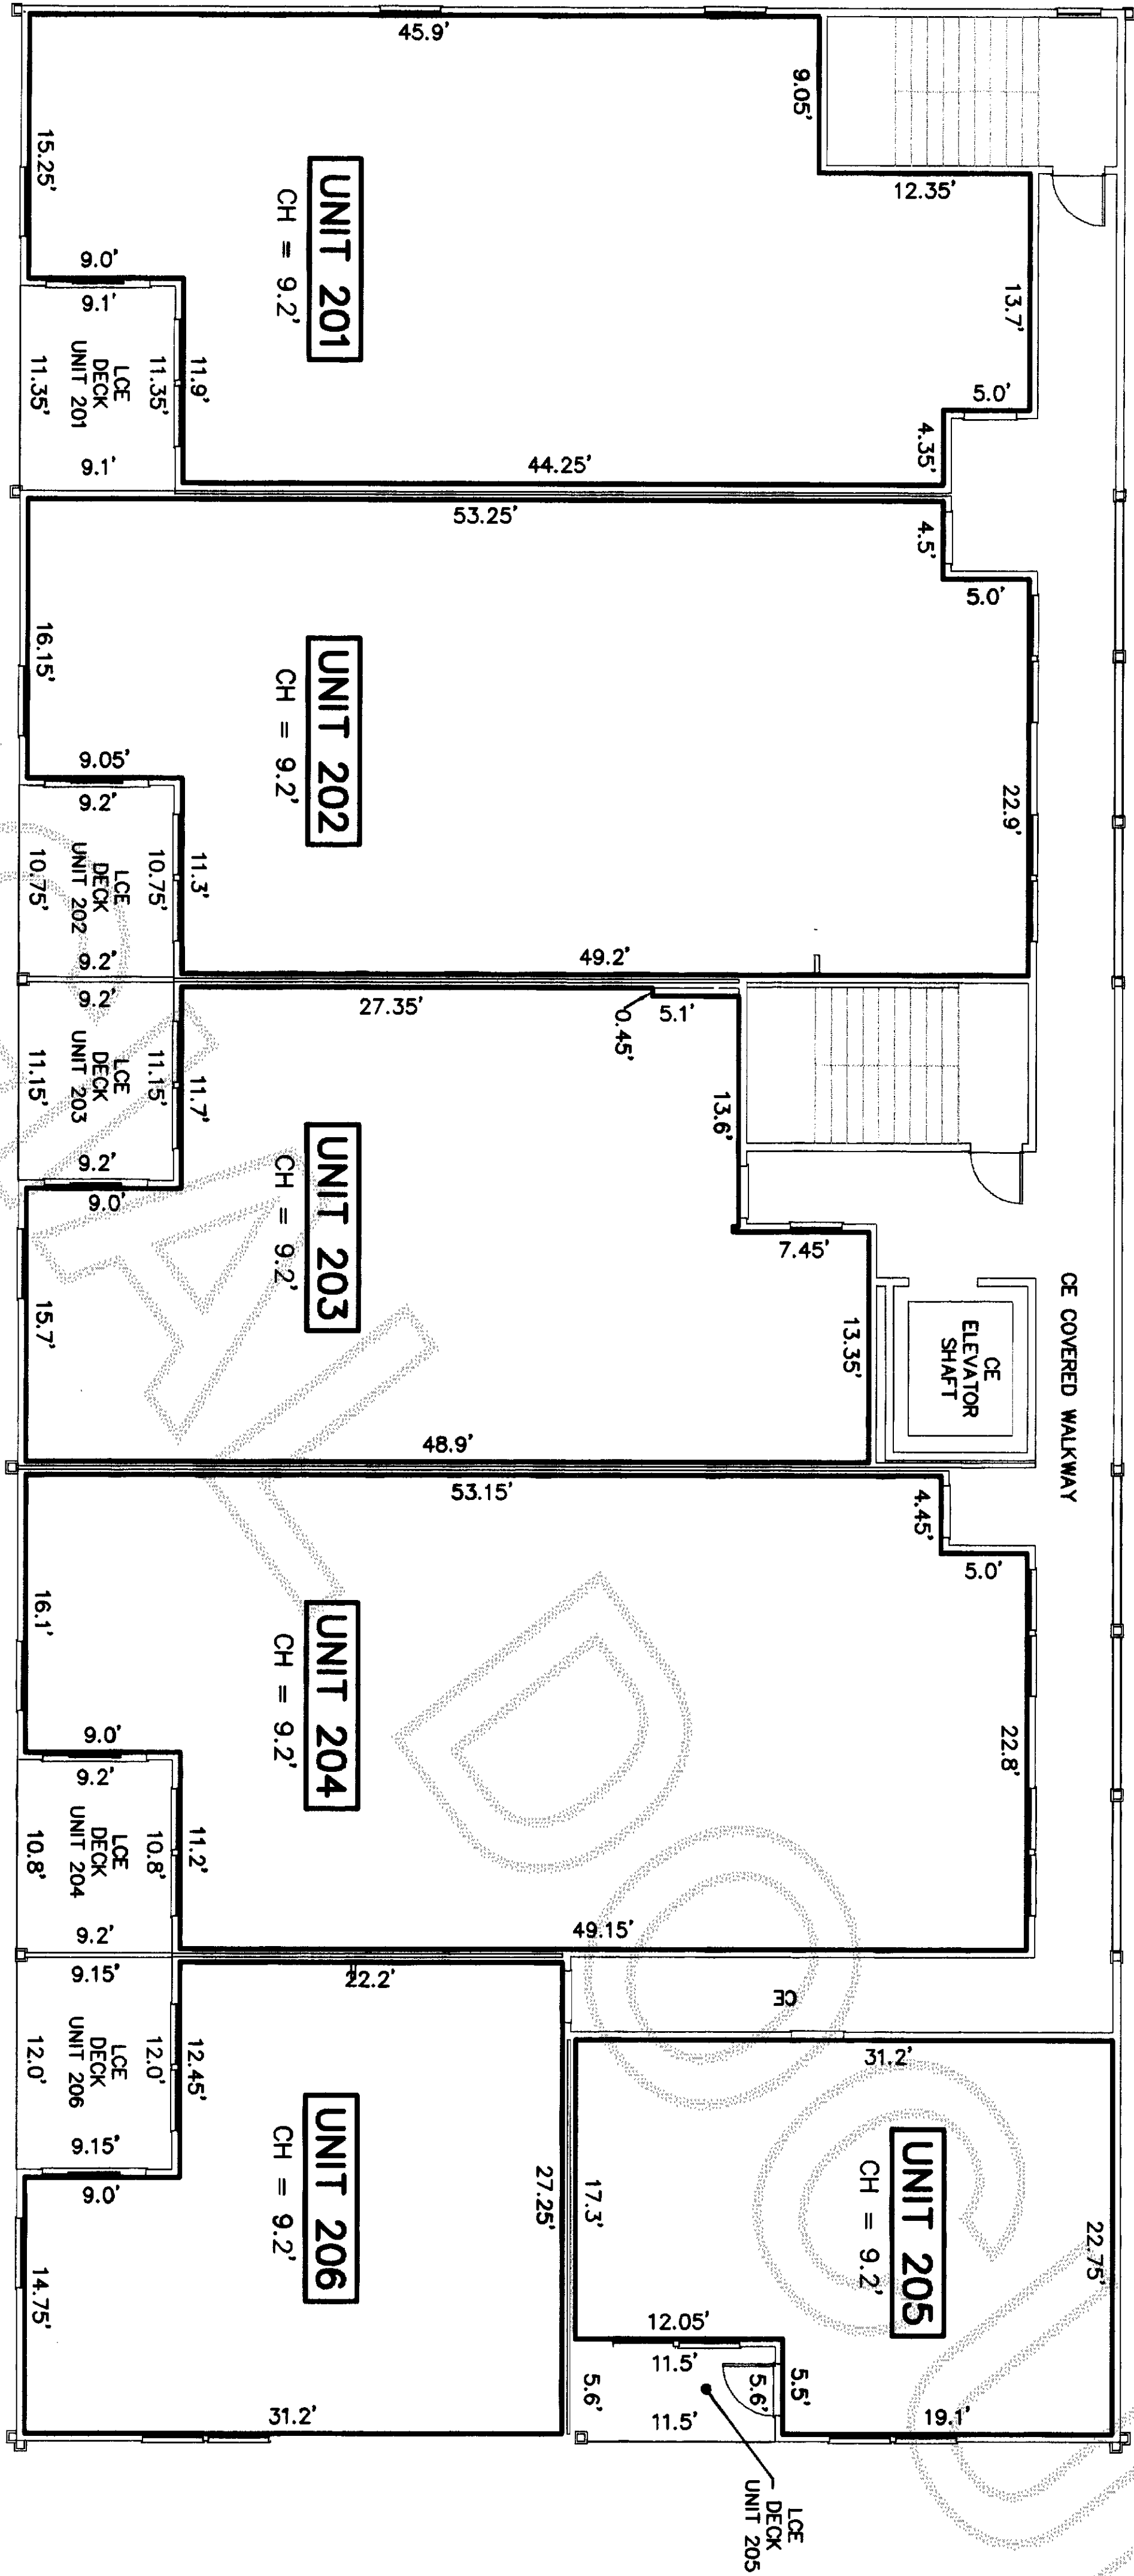 45.9'
9.05'
12.35'
13.7'
5.0'
4.35'
44.25'
11.9'
9.0'
15.25'
UNIT 201
CH = 9.2'
9.1'
11.35'
LCE
DECK
UNIT 201
11.35'
9.1'
53.25'
4.5'
5.0'
22.9'
49.2'
11.3'
9.05'
16.15'
UNIT 202
CH = 9.2'
9.2'
10.75'
LCE
DECK
UNIT 202
10.75'
9.2'
27.35'
0.45'
5.1'
13.6'
7.45'
13.35'
48.9'
15.7'
9.0'
11.7'
UNIT 203
CH = 9.2'
9.2'
11.15'
LCE
DECK
UNIT 203
11.15'
9.2'
CE COVERED WALKWAY
CE
ELEVATOR
SHAFT
53.15'
4.45'
5.0'
22.8'
49.15'
11.2'
9.0'
16.1'
UNIT 204
CH = 9.2'
9.2'
10.8'
LCE
DECK
UNIT 204
10.8'
9.2'
CE
31.2'
22.75'
19.1'
5.5'
12.05'
17.3'
UNIT 205
CH = 9.2'
11.5'
5.6'
5.6'
11.5'
LCE
DECK
UNIT 205
22.2'
27.25'
31.2'
14.75'
9.0'
12.45'
UNIT 206
CH = 9.2'
9.15'
12.0'
LCE
DECK
UNIT 206
12.0'
9.15'